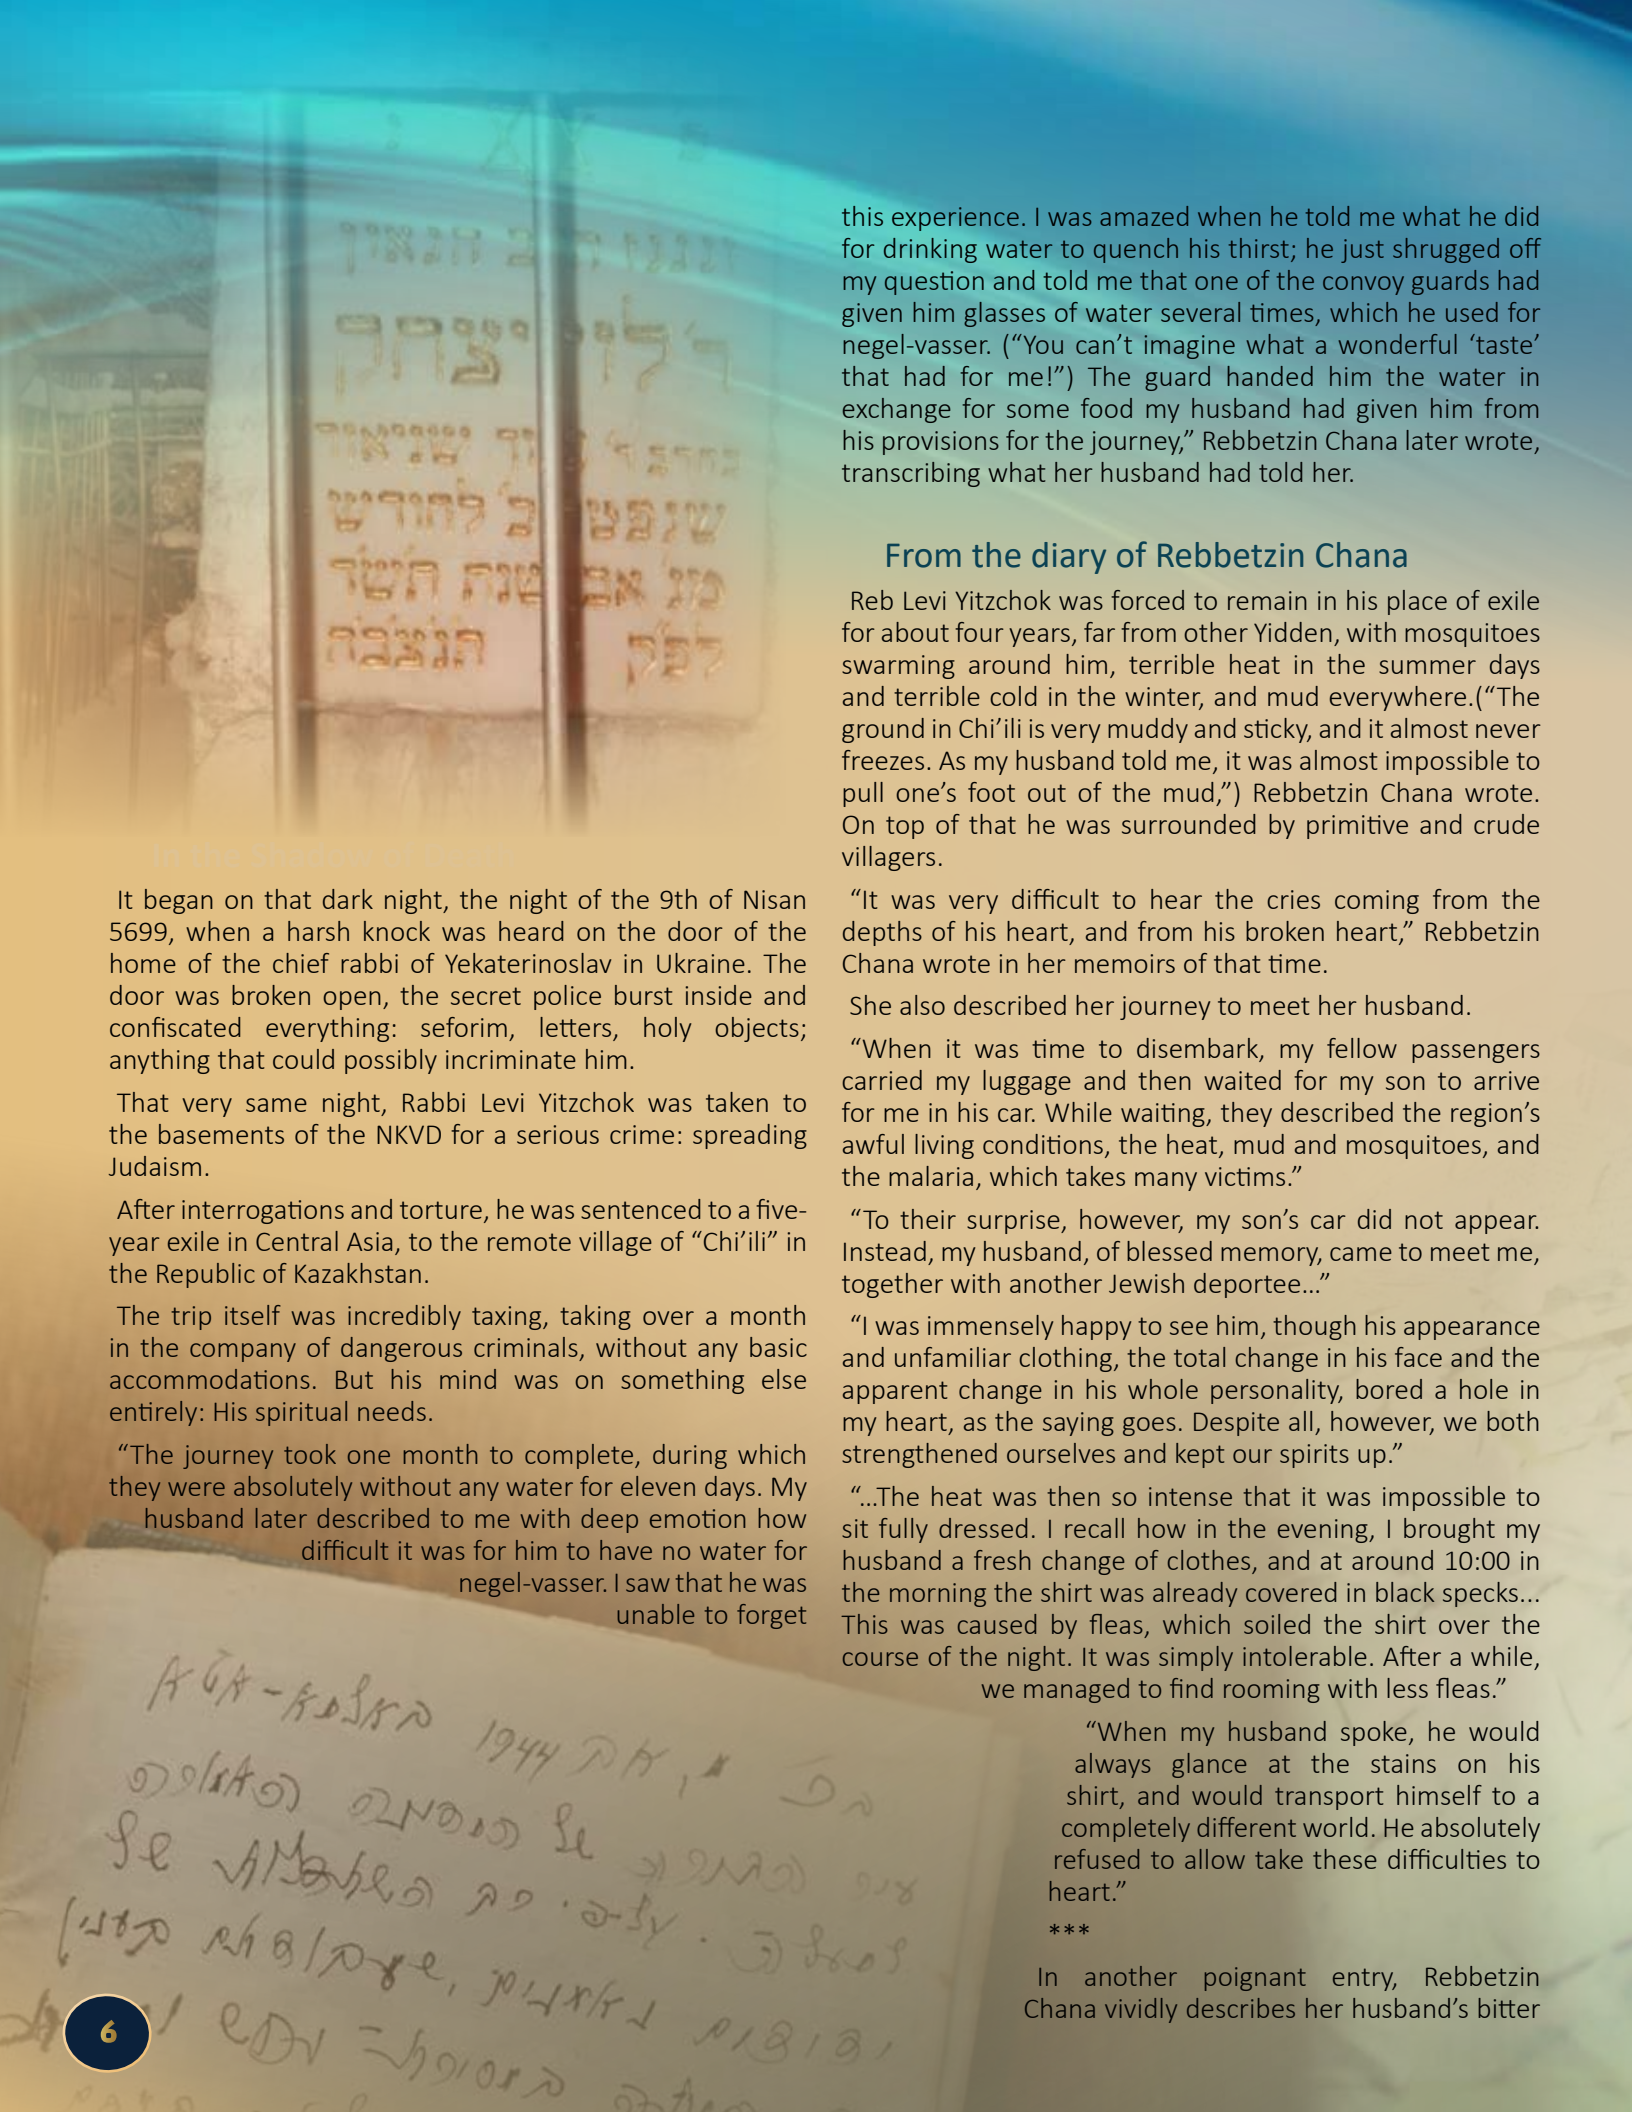 ר' לוי יצחק
שנפטר כ' לחודש
מנ' אב שנת ה'תש"ד
לפ"ק ת'נ'צ'ב'ה'
In the Shadow
It began on that dark night, the night of the 9th of Nisan
5699, when a harsh knock was heard on the door of the
home of the chief rabbi of Yekaterinoslav in Ukraine. The
door was broken open, the secret police burst inside and
confiscated everything: seforim, letters, holy objects;
anything that could possibly incriminate him.
That very same night, Rabbi Levi Yitzchok was taken to
the basements of the NKVD for a serious crime: spreading
Judaism.
After interrogations and torture, he was sentenced to a five-
year exile in Central Asia, to the remote village of “Chi’ili” in
the Republic of Kazakhstan.
The trip itself was incredibly taxing, taking over a month
in the company of dangerous criminals, without any basic
accommodations. But his mind was on something else
entirely: His spiritual needs.
“The journey took one month to complete, during which
they were absolutely without any water for eleven days. My
husband later described to me with deep emotion how
difficult it was for him to have no water for
negel-vasser. I saw that he was
unable to forget
this experience. I was amazed when he told me what he did
for drinking water to quench his thirst; he just shrugged off
my question and told me that one of the convoy guards had
given him glasses of water several times, which he used for
negel-vasser. (“You can’t imagine what a wonderful ‘taste’
that had for me!”) The guard handed him the water in
exchange for some food my husband had given him from
his provisions for the journey,” Rebbetzin Chana later wrote,
transcribing what her husband had told her.
From the diary of Rebbetzin Chana
Reb Levi Yitzchok was forced to remain in his place of exile
for about four years, far from other Yidden, with mosquitoes
swarming around him, terrible heat in the summer days
and terrible cold in the winter, and mud everywhere.(“The
ground in Chi’ili is very muddy and sticky, and it almost never
freezes. As my husband told me, it was almost impossible to
pull one’s foot out of the mud,”) Rebbetzin Chana wrote.
On top of that he was surrounded by primitive and crude
villagers.
“It was very difficult to hear the cries coming from the
depths of his heart, and from his broken heart,” Rebbetzin
Chana wrote in her memoirs of that time.
She also described her journey to meet her husband.
“When it was time to disembark, my fellow passengers
carried my luggage and then waited for my son to arrive
for me in his car. While waiting, they described the region’s
awful living conditions, the heat, mud and mosquitoes, and
the malaria, which takes many victims.”
“To their surprise, however, my son’s car did not appear.
Instead, my husband, of blessed memory, came to meet me,
together with another Jewish deportee...”
“I was immensely happy to see him, though his appearance
and unfamiliar clothing, the total change in his face and the
apparent change in his whole personality, bored a hole in
my heart, as the saying goes. Despite all, however, we both
strengthened ourselves and kept our spirits up.”
“...The heat was then so intense that it was impossible to
sit fully dressed. I recall how in the evening, I brought my
husband a fresh change of clothes, and at around 10:00 in
the morning the shirt was already covered in black specks...
This was caused by fleas, which soiled the shirt over the
course of the night. It was simply intolerable. After a while,
we managed to find rooming with less fleas.”
“When my husband spoke, he would
always glance at the stains on his
shirt, and would transport himself to a
completely different world. He absolutely
refused to allow take these difficulties to
heart.”
***
In another poignant entry, Rebbetzin
Chana vividly describes her husband’s bitter
1944 באלמא-אטא
6